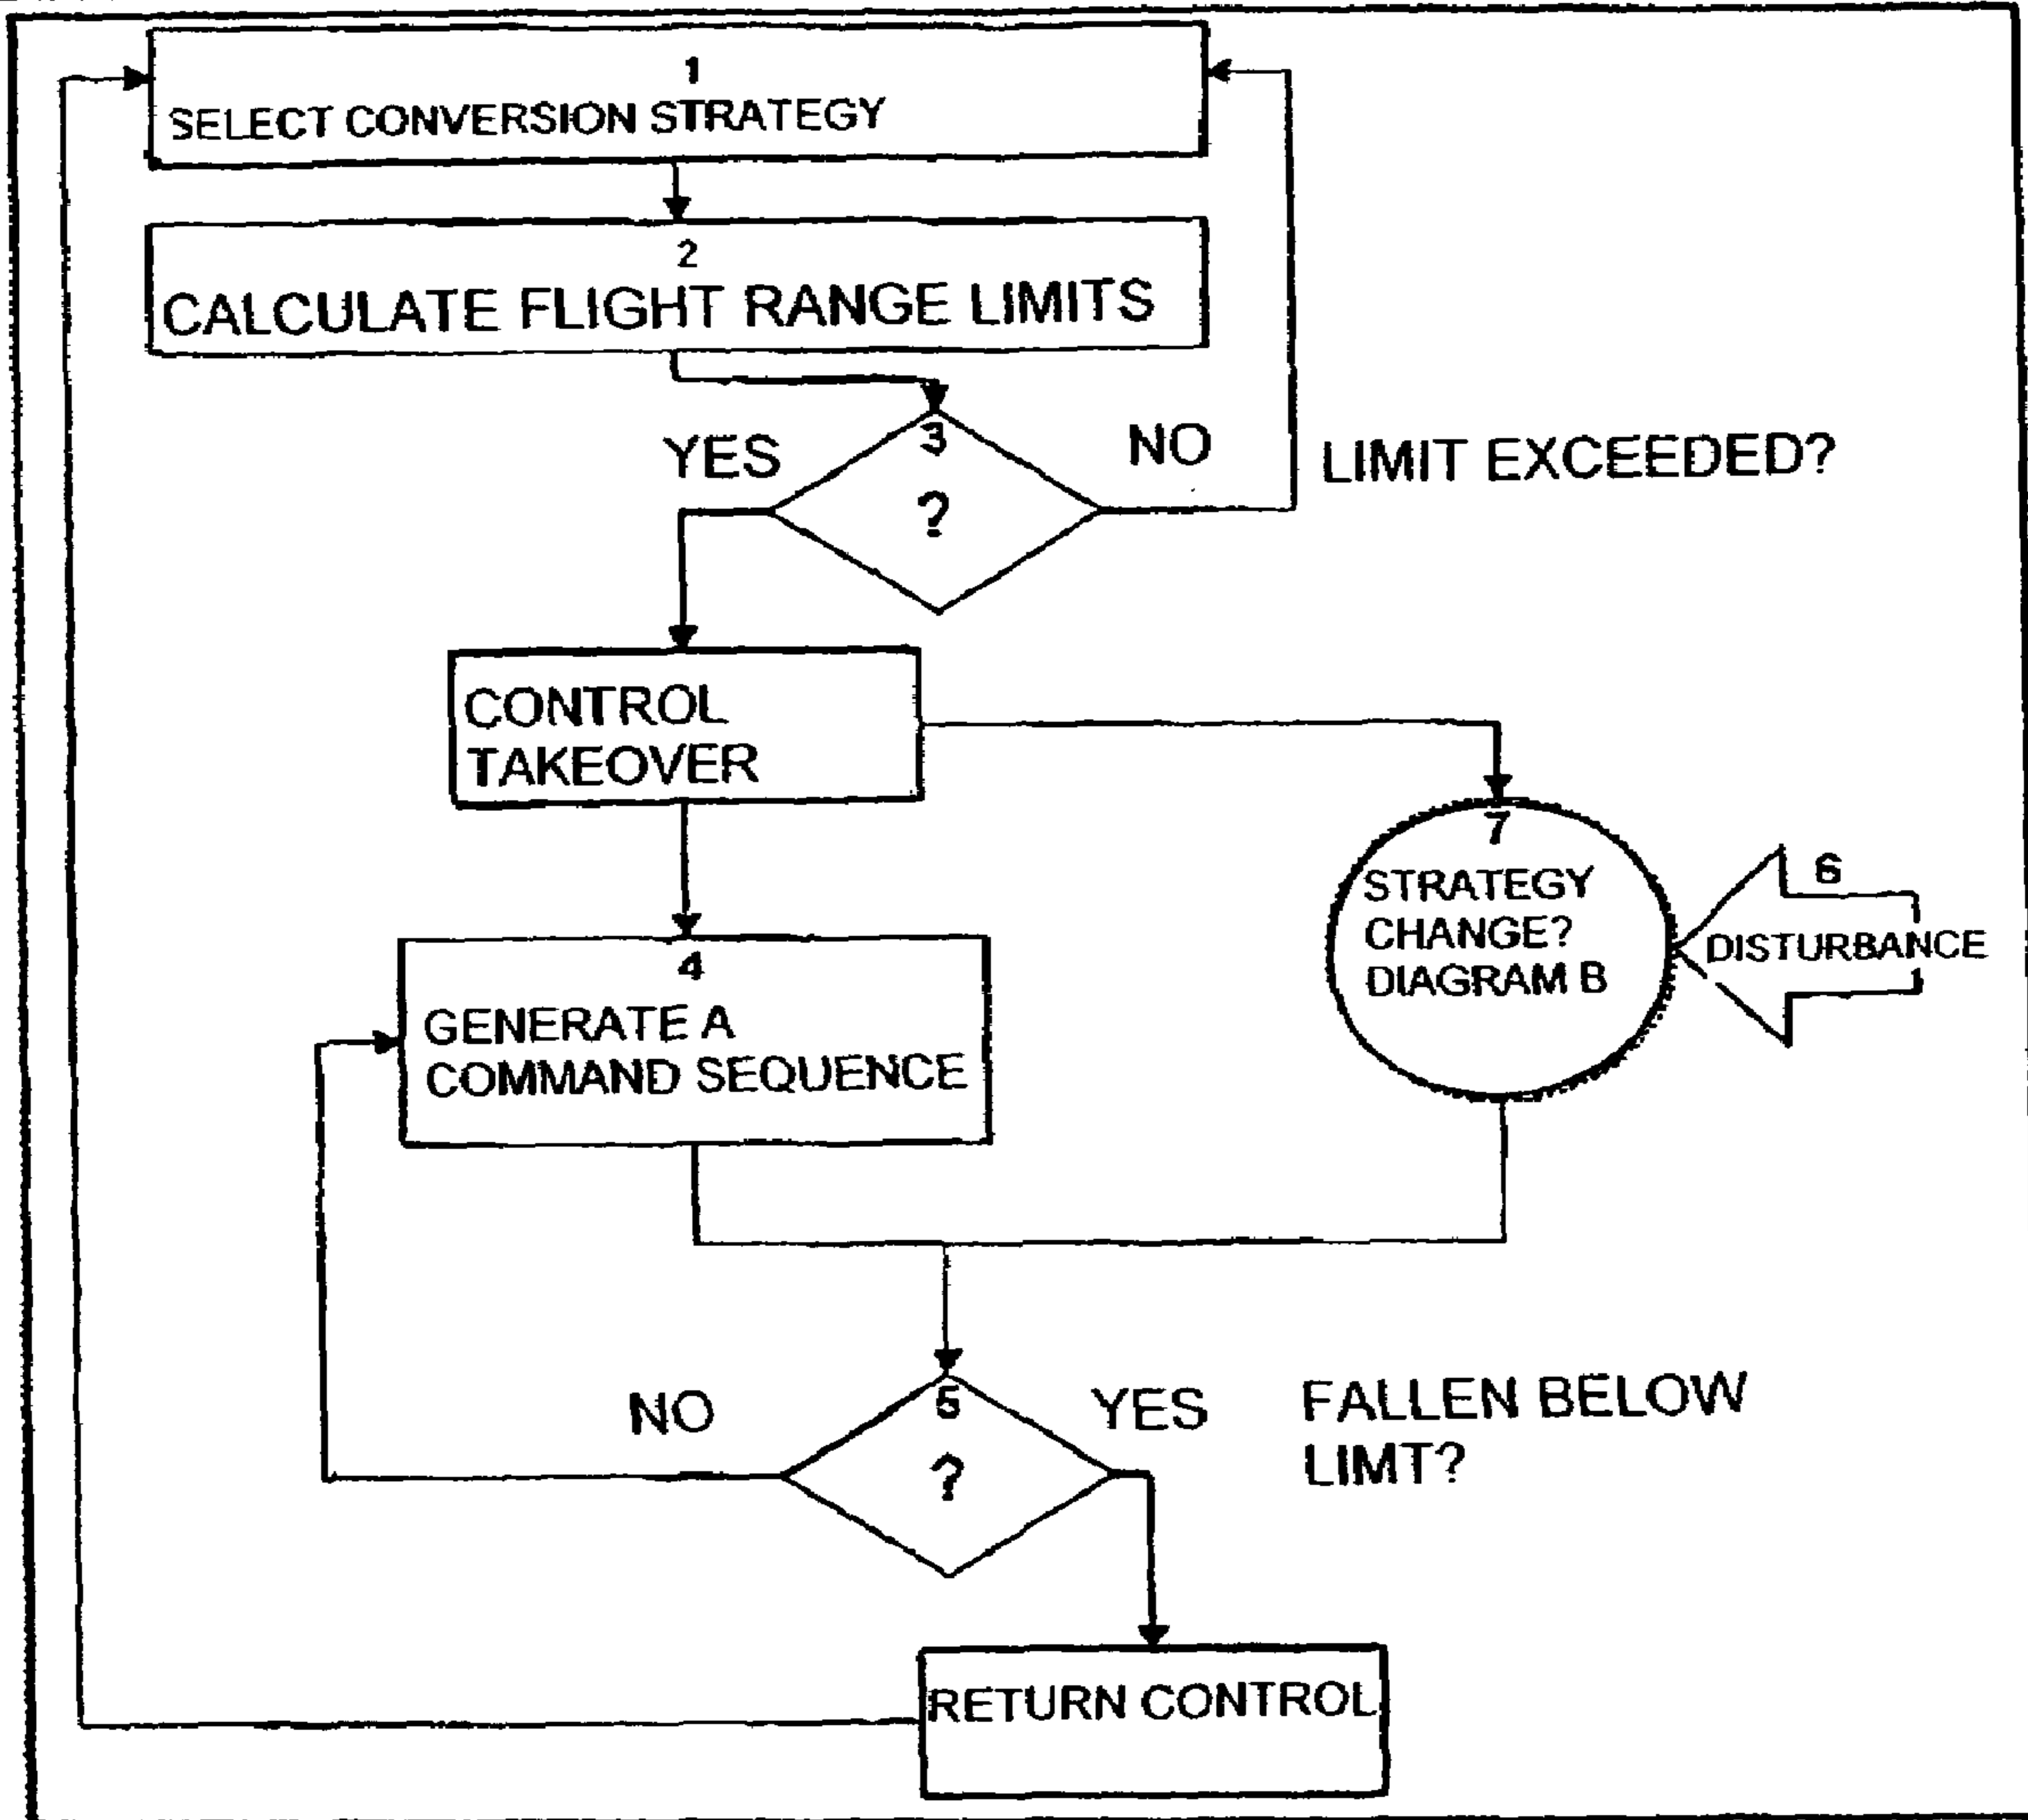 1
SELECT CONVERSION STRATEGY
2
CALCULATE FLIGHT RANGE LIMITS
3
?
YES
NO
LIMIT EXCEEDED?
CONTROL
TAKEOVER
7
STRATEGY
CHANGE?
DIAGRAM B
6
DISTURBANCE
4
GENERATE A
COMMAND SEQUENCE
5
?
NO
YES
FALLEN BELOW
LIMT?
RETURN CONTROL